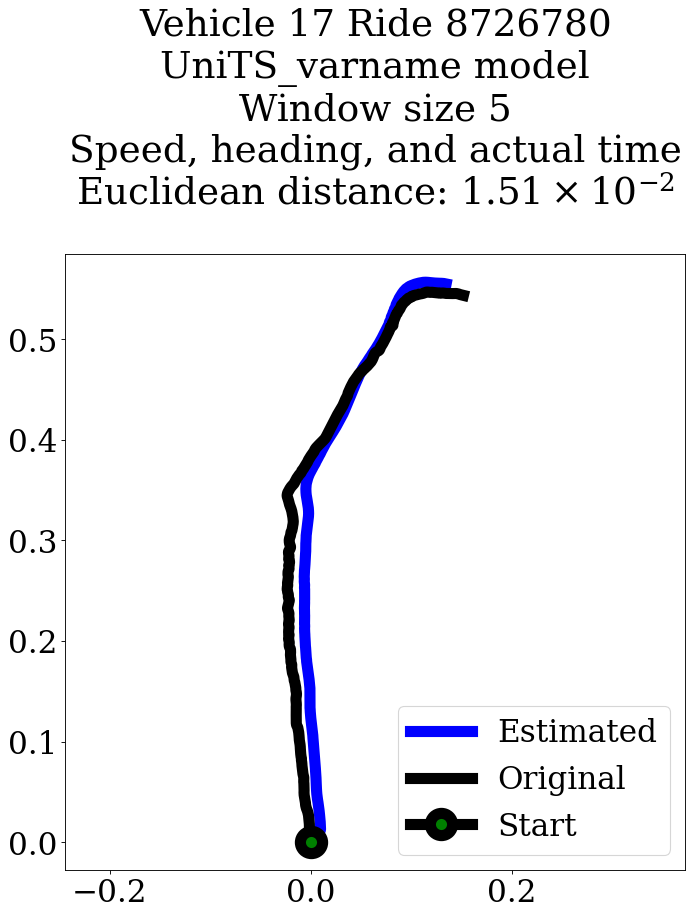 Vehicle 17 Ride 8726780
UniTS_varname model
Window size 5
Speed, heading, and actual time
Euclidean distance: 1.51 × 10⁻²
0.5
0.4
0.3
0.2
0.1
0.0
Estimated
Original
Start
−0.2 0.0 0.2